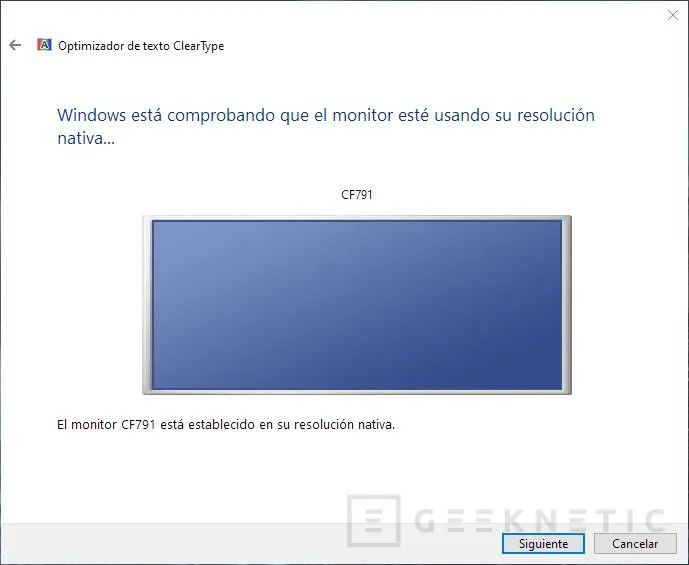 Optimizador de texto ClearType
Windows está comprobando que el monitor esté usando su resolución
nativa...
CF791
El monitor CF791 está establecido en su resolución nativa.
GEEKNETIC
Siguiente
Cancelar